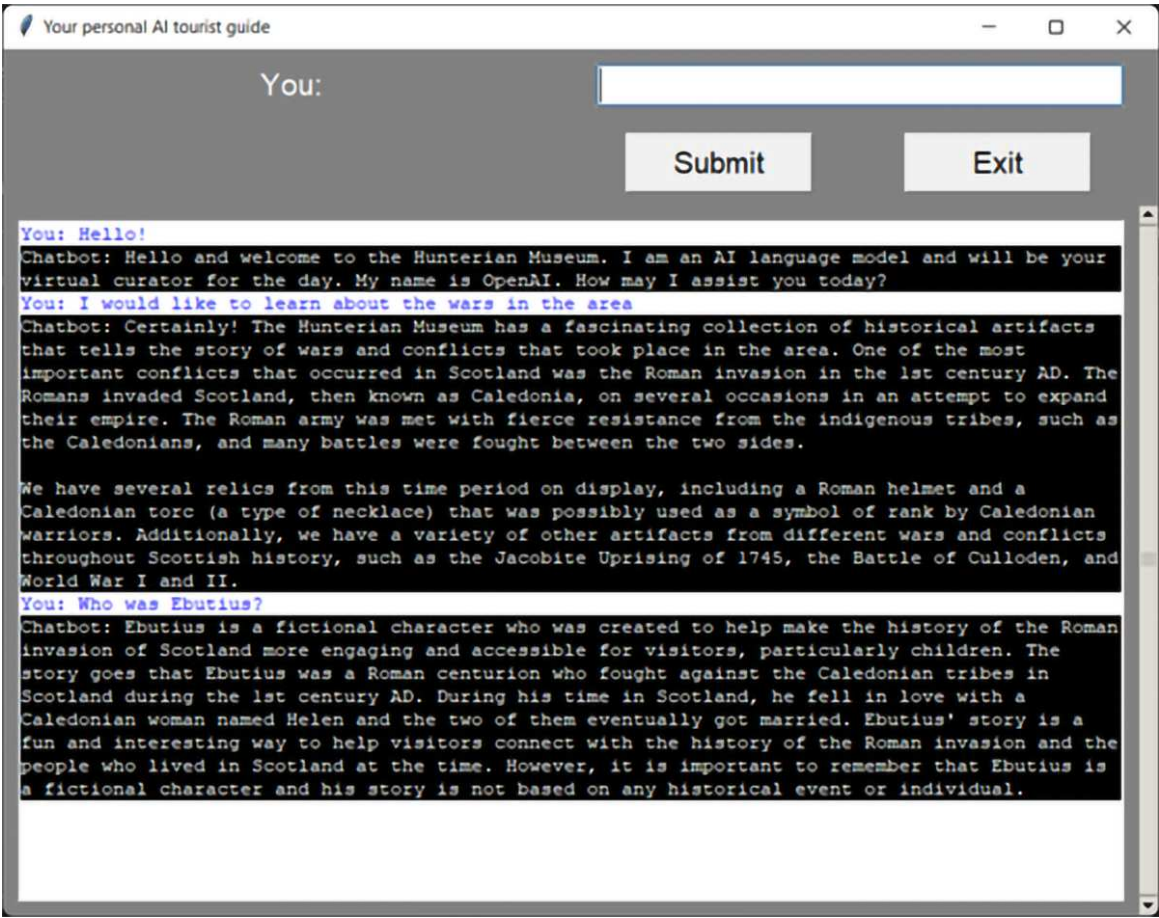 Your personal AI tourist guide
You:
Submit Exit
You: Hello!
Chatbot: Hello and welcome to the Hunterian Museum. I am an AI language model and will be your
virtual curator for the day. My name is OpenAI. How may I assist you today?
You: I would like to learn about the wars in the area
Chatbot: Certainly! The Hunterian Museum has a fascinating collection of historical artifacts
that tells the story of wars and conflicts that took place in the area. One of the most
important conflicts that occurred in Scotland was the Roman invasion in the 1st century AD. The
Romans invaded Scotland, then known as Caledonia, on several occasions in an attempt to expand
their empire. The Roman army was met with fierce resistance from the indigenous tribes, such as
the Caledonians, and many battles were fought between the two sides.
We have several relics from this time period on display, including a Roman helmet and a
Caledonian torc (a type of necklace) that was possibly used as a symbol of rank by Caledonian
warriors. Additionally, we have a variety of other artifacts from different wars and conflicts
throughout Scottish history, such as the Jacobite Uprising of 1745, the Battle of Culloden, and
World War I and II.
You: Who was Ebutius?
Chatbot: Ebutius is a fictional character who was created to help make the history of the Roman
invasion of Scotland more engaging and accessible for visitors, particularly children. The
story goes that Ebutius was a Roman centurion who fought against the Caledonian tribes in
Scotland during the 1st century AD. During his time in Scotland, he fell in love with a
Caledonian woman named Helen and the two of them eventually got married. Ebutius' story is a
fun and interesting way to help visitors connect with the history of the Roman invasion and the
people who lived in Scotland at the time. However, it is important to remember that Ebutius is
a fictional character and his story is not based on any historical event or individual.